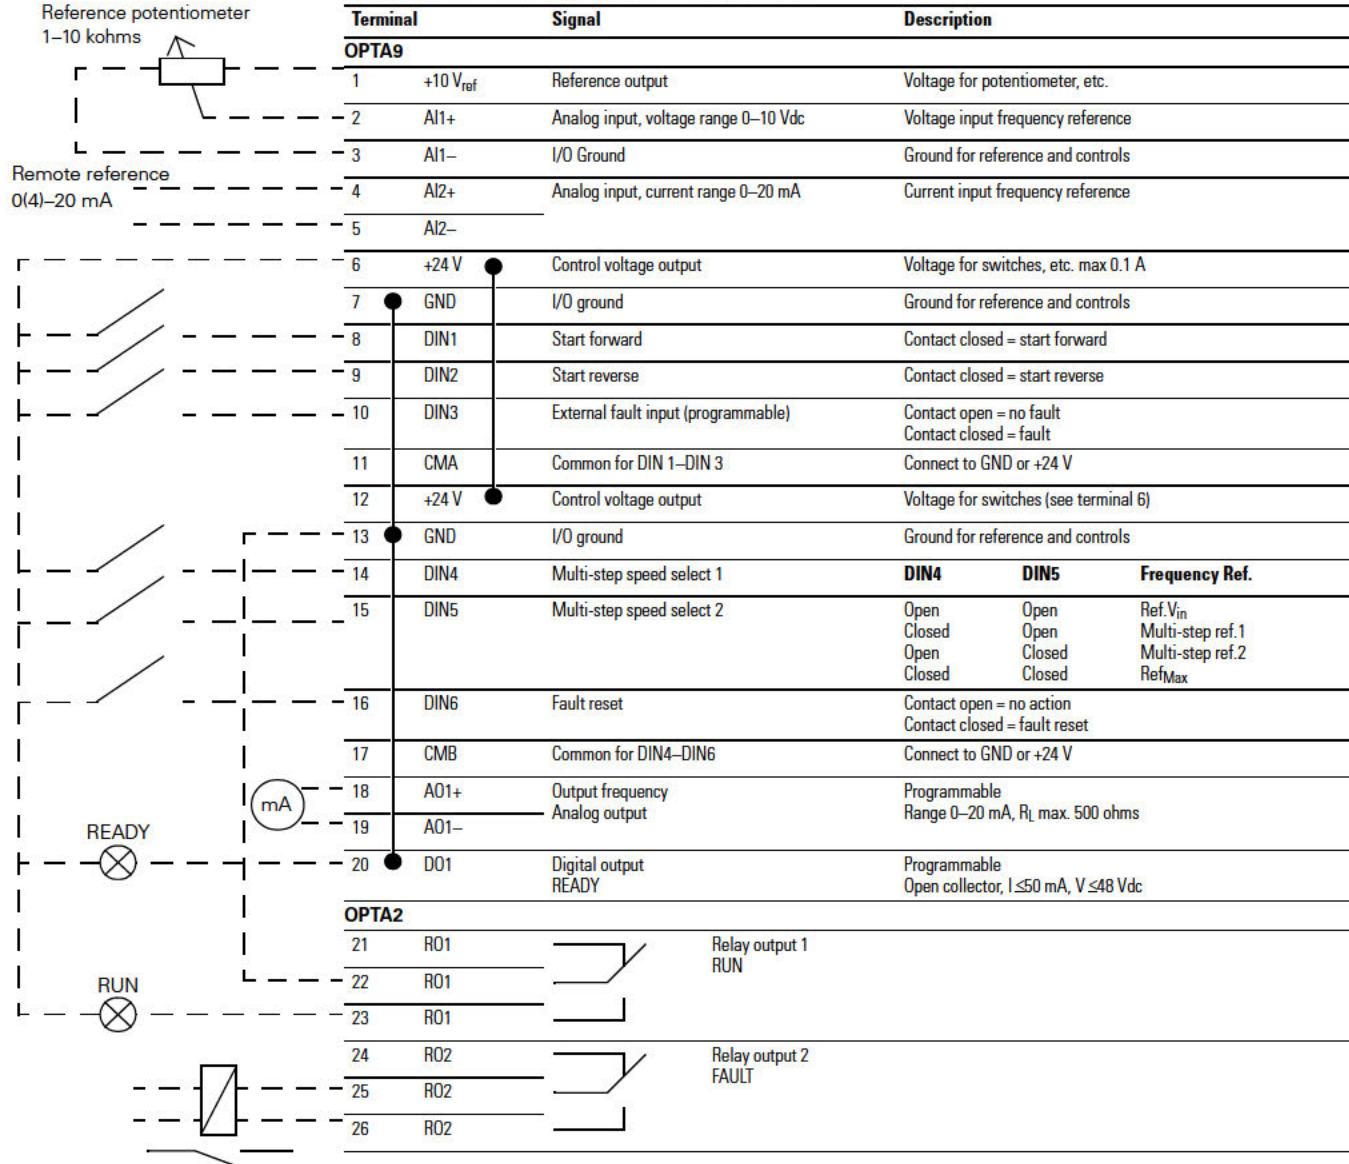 Reference potentiometer
1–10 kohms
Terminal Signal Description
OPTA9
1 +10 Vref Reference output Voltage for potentiometer, etc.
2 AI1+ Analog input, voltage range 0–10 Vdc Voltage input frequency reference
3 AI1– I/O Ground Ground for reference and controls
Remote reference
0(4)–20 mA
4 AI2+ Analog input, current range 0–20 mA Current input frequency reference
5 AI2–
6 +24 V Control voltage output Voltage for switches, etc. max 0.1 A
7 GND I/O ground Ground for reference and controls
8 DIN1 Start forward Contact closed = start forward
9 DIN2 Start reverse Contact closed = start reverse
10 DIN3 External fault input (programmable) Contact open = no fault
Contact closed = fault
11 CMA Common for DIN 1–DIN 3 Connect to GND or +24 V
12 +24 V Control voltage output Voltage for switches (see terminal 6)
13 GND I/O ground Ground for reference and controls
14 DIN4 Multi-step speed select 1 DIN4 DIN5 Frequency Ref.
15 DIN5 Multi-step speed select 2 Open Open Ref.Vin
Closed Open Multi-step ref.1
Open Closed Multi-step ref.2
Closed Closed RefMax
16 DIN6 Fault reset Contact open = no action
Contact closed = fault reset
17 CMB Common for DIN4–DIN6 Connect to GND or +24 V
mA
18 AO1+ Output frequency Programmable
Analog output Range 0–20 mA, RL max. 500 ohms
19 AO1–
READY
20 DO1 Digital output Programmable
READY Open collector, I ≤50 mA, V ≤48 Vdc
OPTA2
21 RO1 Relay output 1
RUN
22 RO1
RUN
23 RO1
24 RO2 Relay output 2
FAULT
25 RO2
26 RO2